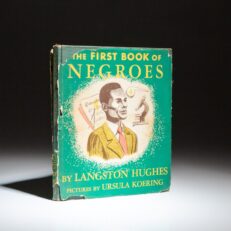 THE FIRST BOOK OF
NEGROES
BY LANGSTON HUGHES
PICTURES BY URSULA KOERING